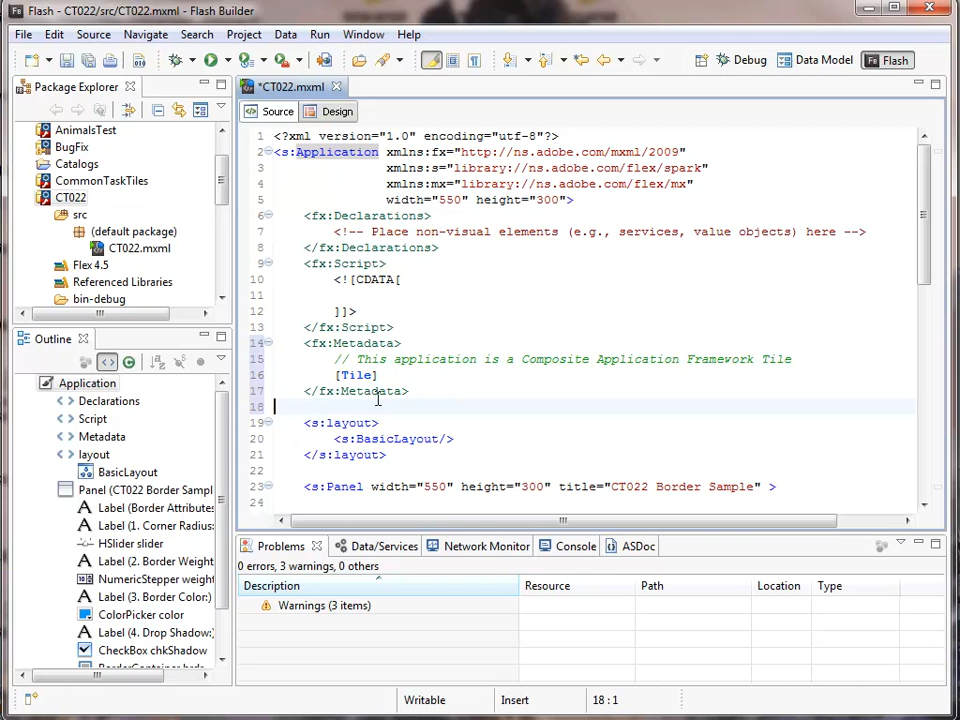 Flash - CT022/src/CT022.mxml - Flash Builder
File Edit Source Navigate Search Project Data Run Window Help
Debug Data Model Flash
Package Explorer
*CT022.mxml
Source Design
AnimalsTest
BugFix
Catalogs
CommonTaskTiles
CT022
src
(default package)
CT022.mxml
Flex 4.5
Referenced Libraries
bin-debug
1 <?xml version="1.0" encoding="utf-8"?>
2 <s:Application xmlns:fx="http://ns.adobe.com/mxml/2009"
3 xmlns:s="library://ns.adobe.com/flex/spark"
4 xmlns:mx="library://ns.adobe.com/flex/mx"
5 width="550" height="300">
6 <fx:Declarations>
7 <!-- Place non-visual elements (e.g., services, value objects) here -->
8 </fx:Declarations>
9 <fx:Script>
10 <![CDATA[
11
12 ]]>
13 </fx:Script>
14 <fx:Metadata>
15 // This application is a Composite Application Framework Tile
16 [Tile]
17 </fx:Metadata>
18
19 <s:layout>
20 <s:BasicLayout/>
21 </s:layout>
22
23 <s:Panel width="550" height="300" title="CT022 Border Sample" >
24
Outline
Application
Declarations
Script
Metadata
layout
BasicLayout
Panel (CT022 Border Sampl
Label (Border Attributes
Label (1. Corner Radius:
HSlider slider
Label (2. Border Weight
NumericStepper weight
Label (3. Border Color:)
ColorPicker color
Label (4. Drop Shadow:)
CheckBox chkShadow
Problems Data/Services Network Monitor Console ASDoc
0 errors, 3 warnings, 0 others
Description Resource Path Location Type
Warnings (3 items)
Writable Insert 18 : 1